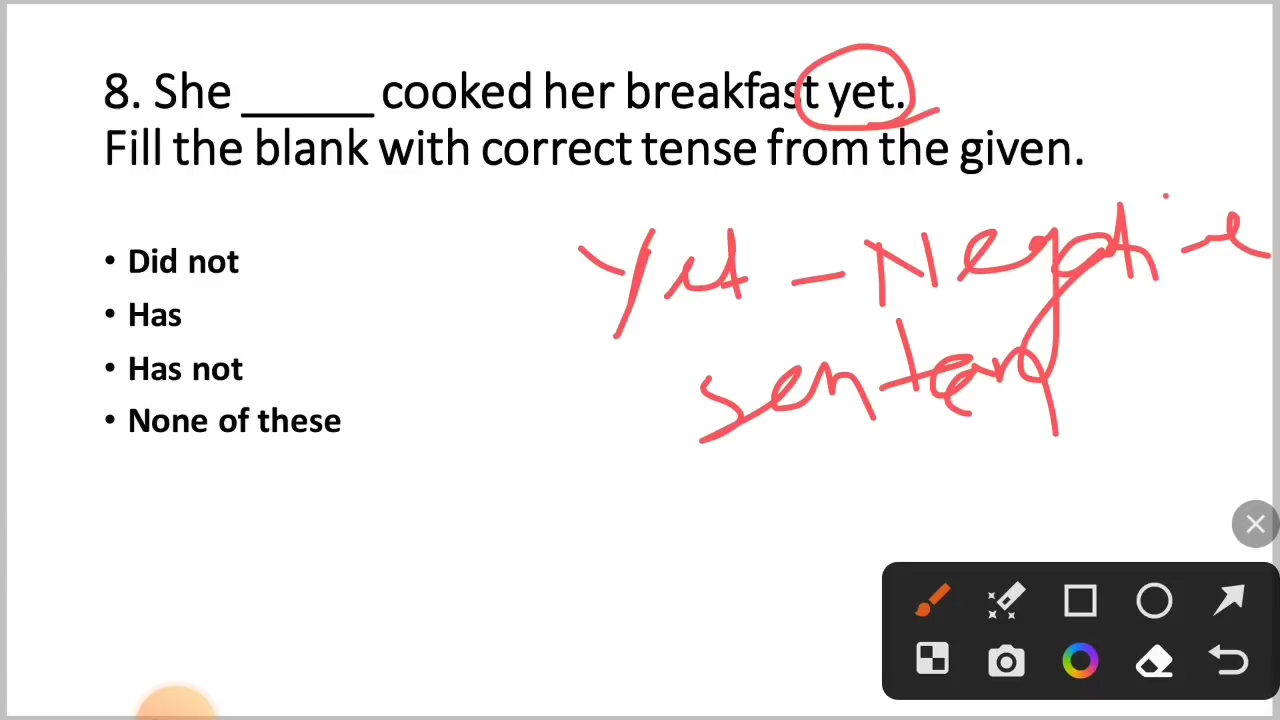 8. She ______ cooked her breakfast yet.
Fill the blank with correct tense from the given.
• Did not
• Has
• Has not
• None of these
Yet - Negative